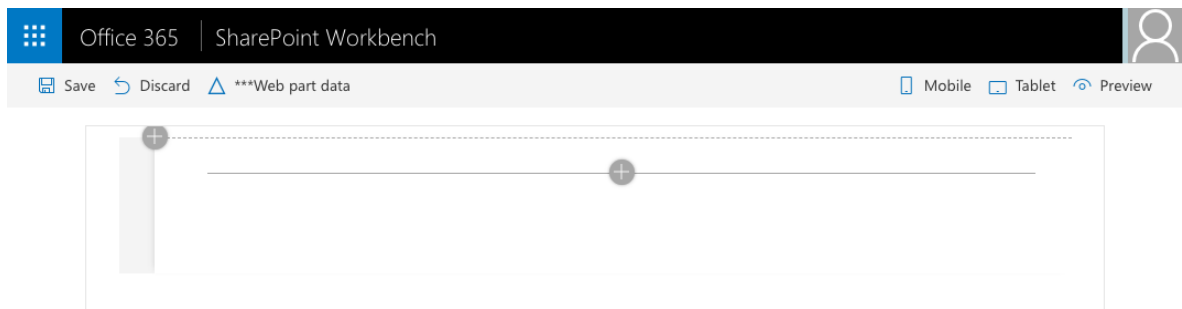 Office 365 SharePoint Workbench
Save Discard ***Web part data Mobile Tablet Preview